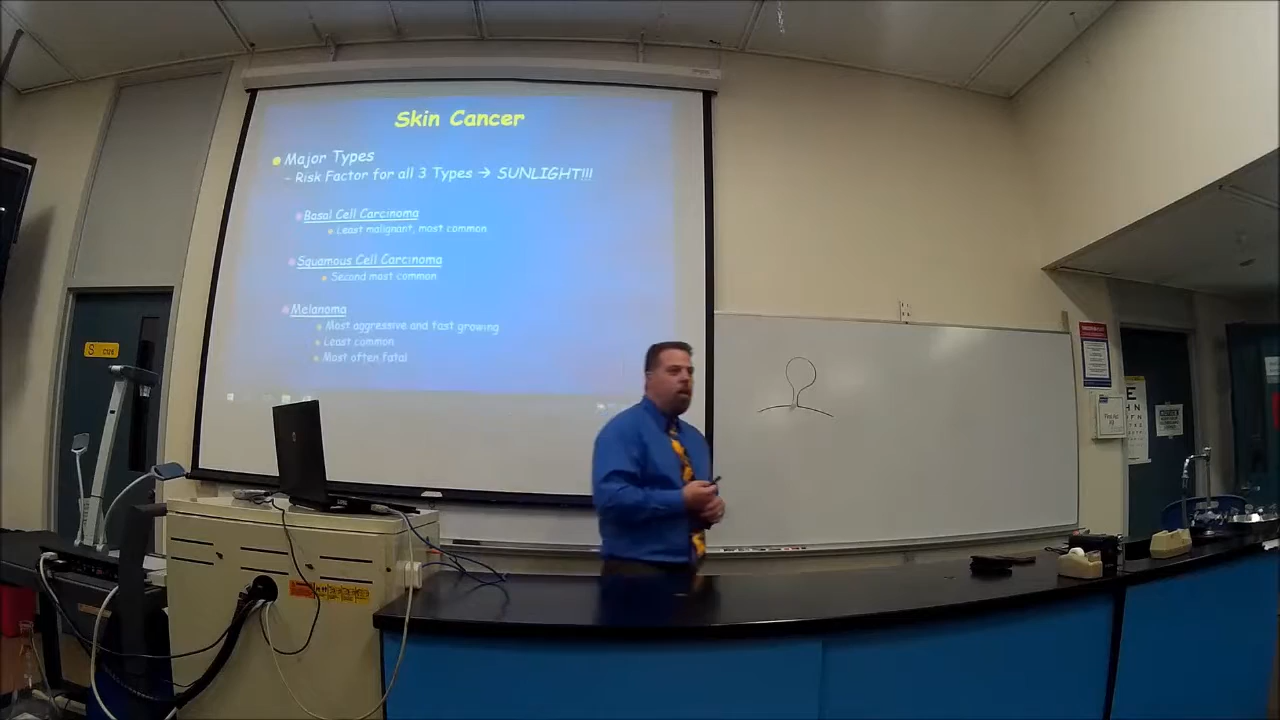 Skin Cancer
Major Types
- Risk Factor for all 3 Types → SUNLIGHT!!!
Basal Cell Carcinoma
Least malignant, most common
Squamous Cell Carcinoma
Second most common
Melanoma
Most aggressive and fast growing
Least common
Most often fatal
E